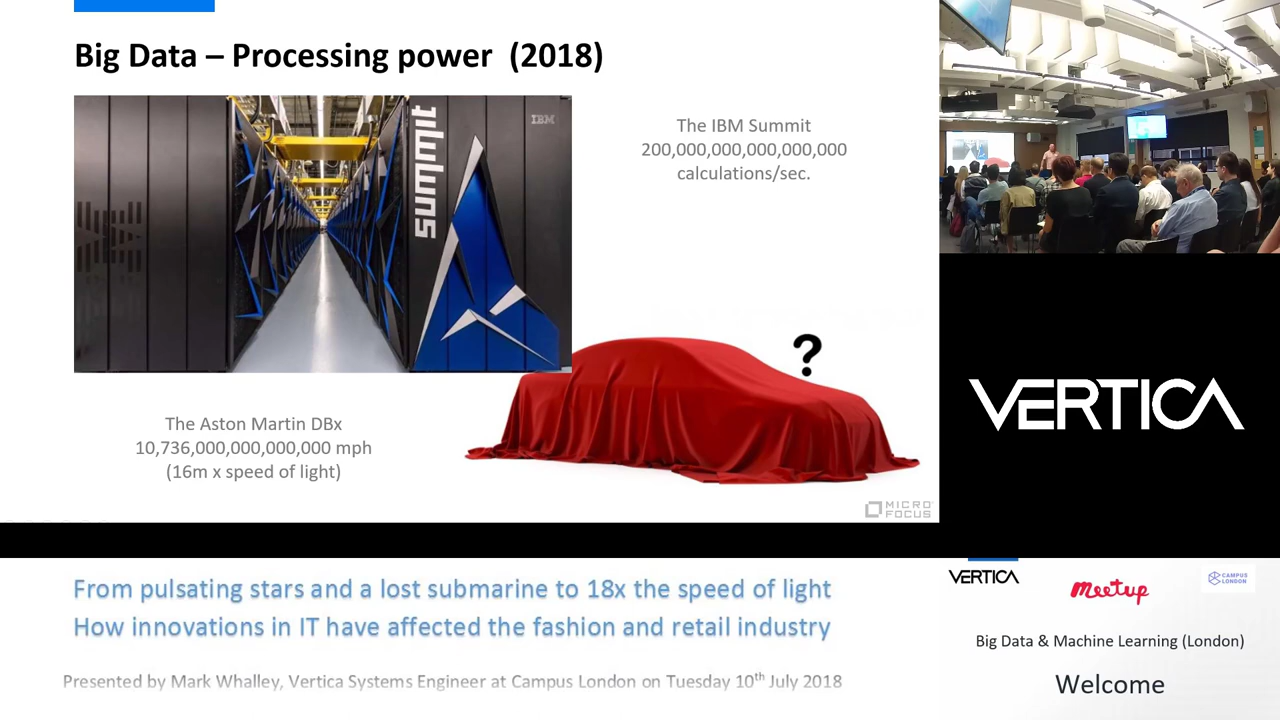 Big Data – Processing power (2018)
summit
IBM
The IBM Summit
200,000,000,000,000,000
calculations/sec.
?
The Aston Martin DBx
10,736,000,000,000,000 mph
(16m x speed of light)
MICRO
FOCUS
VERTICA
From pulsating stars and a lost submarine to 18x the speed of light
How innovations in IT have affected the fashion and retail industry
Presented by Mark Whalley, Vertica Systems Engineer at Campus London on Tuesday 10th July 2018
VERTICA
meetup
CAMPUS
LONDON
Big Data & Machine Learning (London)
Welcome